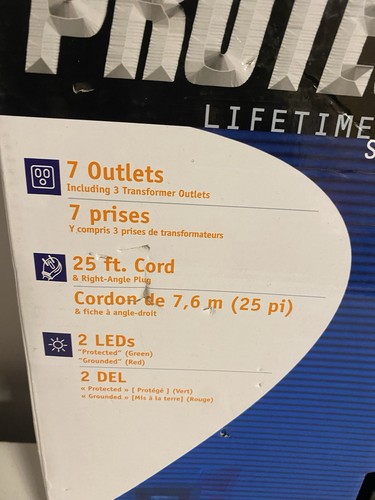 LIFETIME
7 Outlets
Including 3 Transformer Outlets
7 prises
Y compris 3 prises de transformateurs
25 ft. Cord
& Right-Angle Plug
Cordon de 7,6 m (25 pi)
& fiche à angle-droit
2 LEDs
"Protected" (Green)
"Grounded" (Red)
2 DEL
« Protected » [ Protégé ] (Vert)
« Grounded » [Mis à la terre] (Rouge)